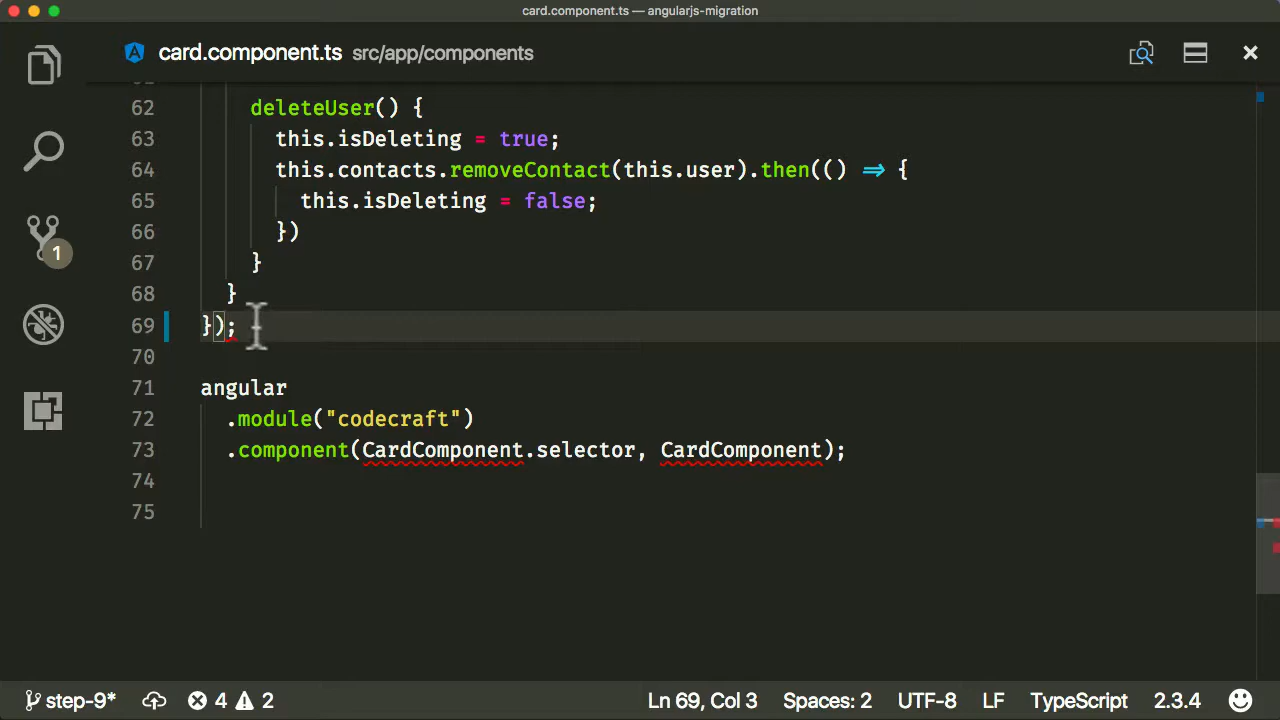 card.component.ts — angularjs-migration
card.component.ts src/app/components
62 deleteUser() {
63 this.isDeleting = true;
64 this.contacts.removeContact(this.user).then(() => {
65 this.isDeleting = false;
66 })
67 }
68 }
69 });
70
71 angular
72 .module("codecraft")
73 .component(CardComponent.selector, CardComponent);
74
75
1
step-9* 4 2 Ln 69, Col 3 Spaces: 2 UTF-8 LF TypeScript 2.3.4